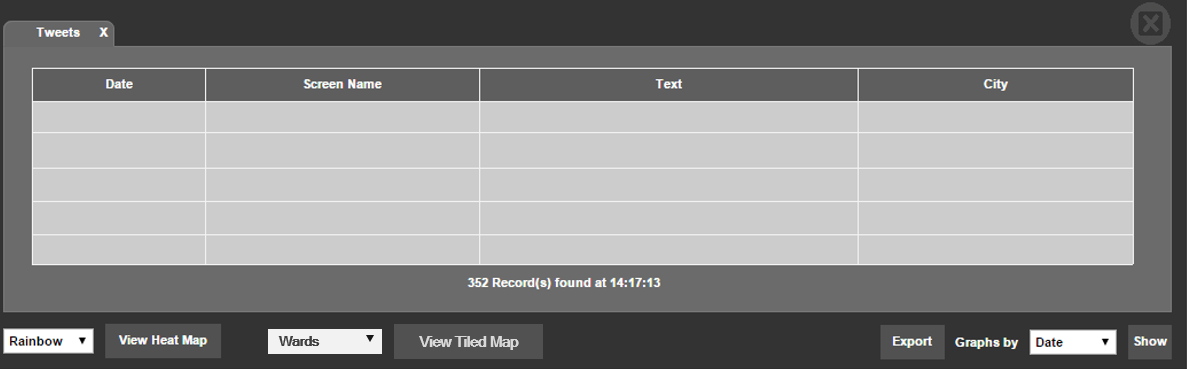 Tweets X
Date Screen Name Text City
352 Record(s) found at 14:17:13
Rainbow View Heat Map Wards View Tiled Map Export Graphs by Date Show